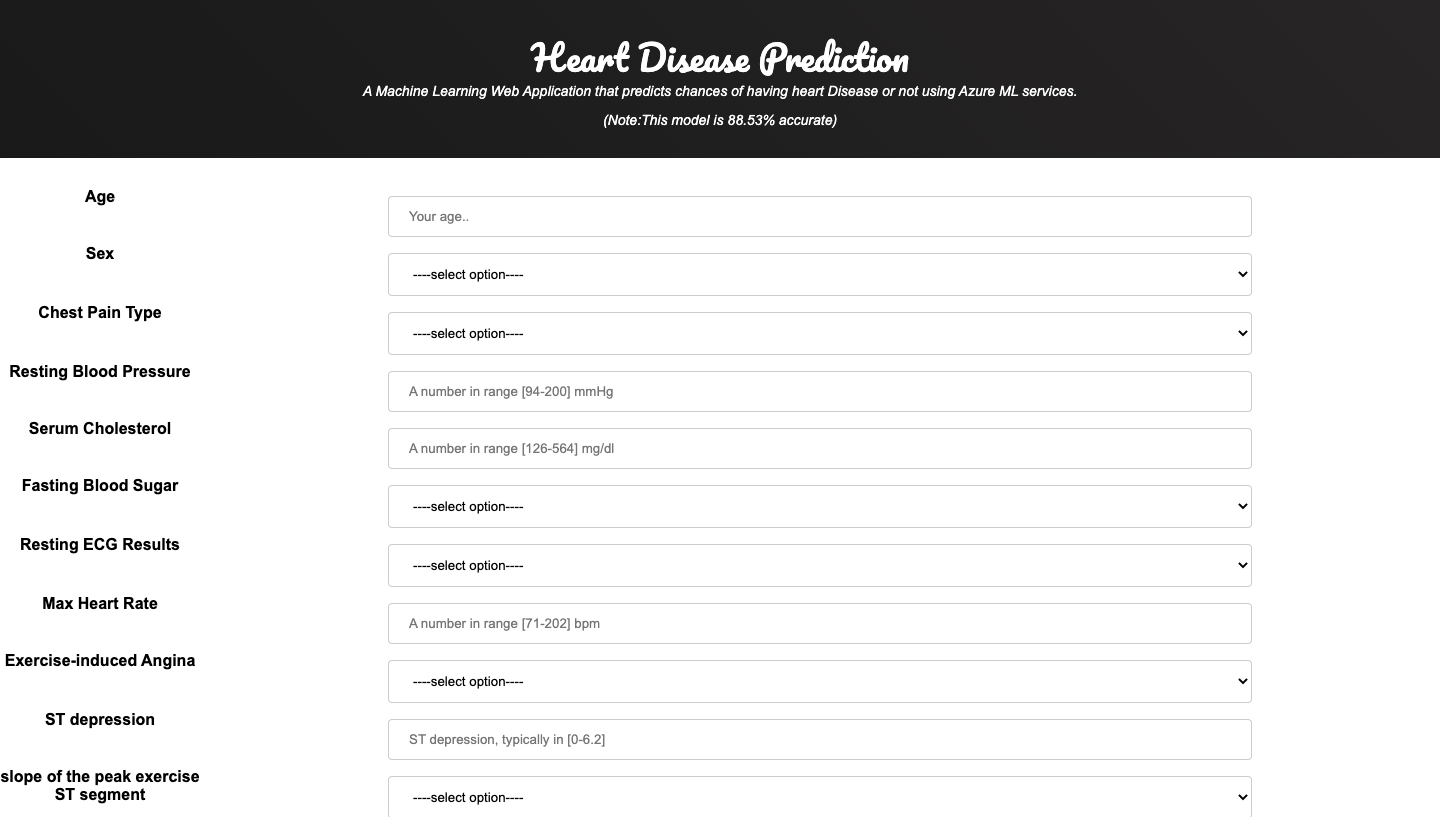 Heart Disease Prediction
A Machine Learning Web Application that predicts chances of having heart Disease or not using Azure ML services.
(Note:This model is 88.53% accurate)
Age
Your age..
Sex
----select option----
Chest Pain Type
----select option----
Resting Blood Pressure
A number in range [94-200] mmHg
Serum Cholesterol
A number in range [126-564] mg/dl
Fasting Blood Sugar
----select option----
Resting ECG Results
----select option----
Max Heart Rate
A number in range [71-202] bpm
Exercise-induced Angina
----select option----
ST depression
ST depression, typically in [0-6.2]
slope of the peak exercise
ST segment
----select option----